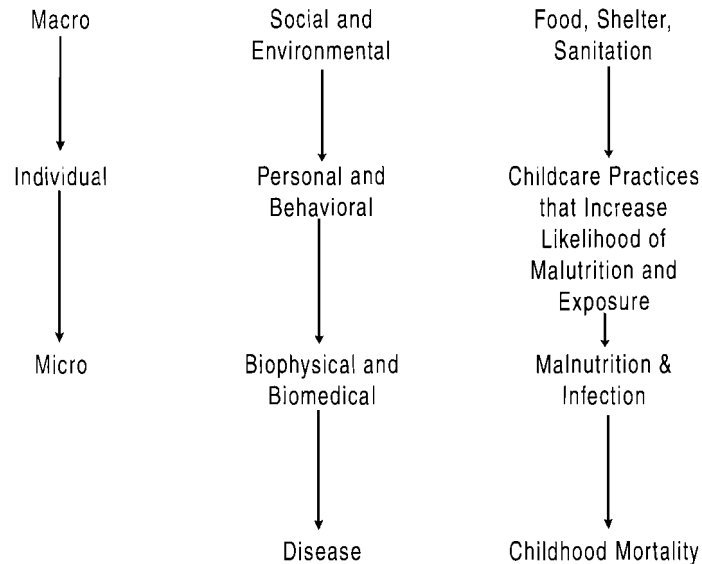 Macro
Social and
Environmental
Food, Shelter,
Sanitation
Individual
Personal and
Behavioral
Childcare Practices
that Increase
Likelihood of
Malutrition and
Exposure
Micro
Biophysical and
Biomedical
Malnutrition &
Infection
Disease
Childhood Mortality